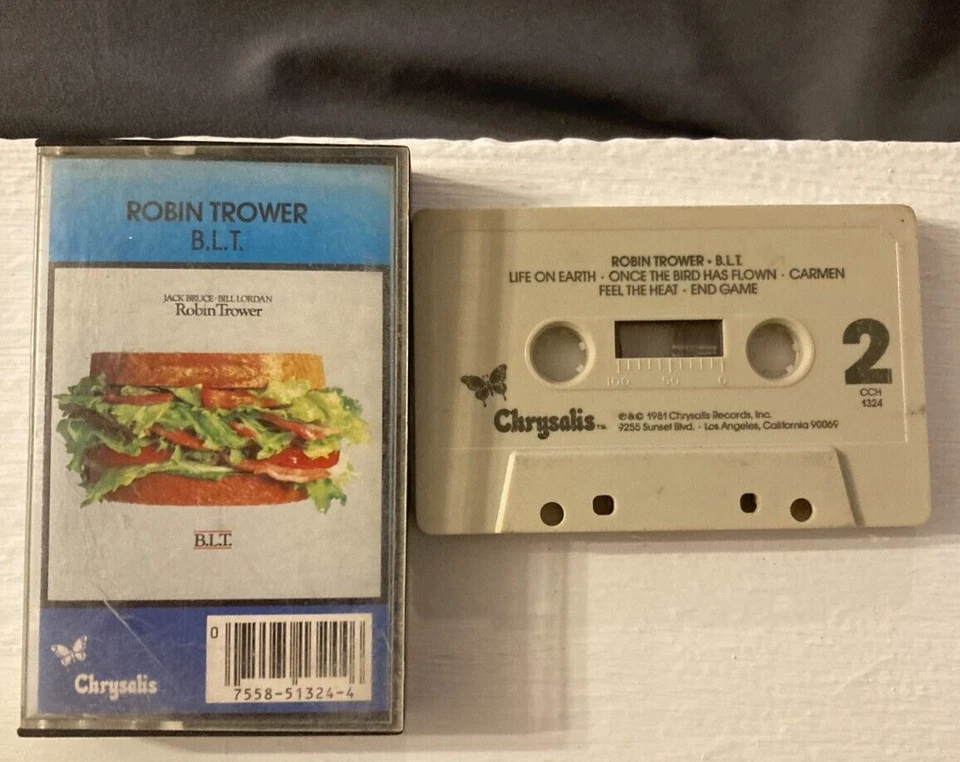 ROBIN TROWER
B.L.T.
JACK BRUCE · BILL LORDAN
Robin Trower
B.L.T.
Chrysalis
0
7558-51324-4
ROBIN TROWER • B.L.T.
LIFE ON EARTH · ONCE THE BIRD HAS FLOWN · CARMEN
FEEL THE HEAT · END GAME
100 50 0
2
CCH
1324
Chrysalis TM
℗&© 1981 Chrysalis Records, Inc.
9255 Sunset Blvd. · Los Angeles, California 90069